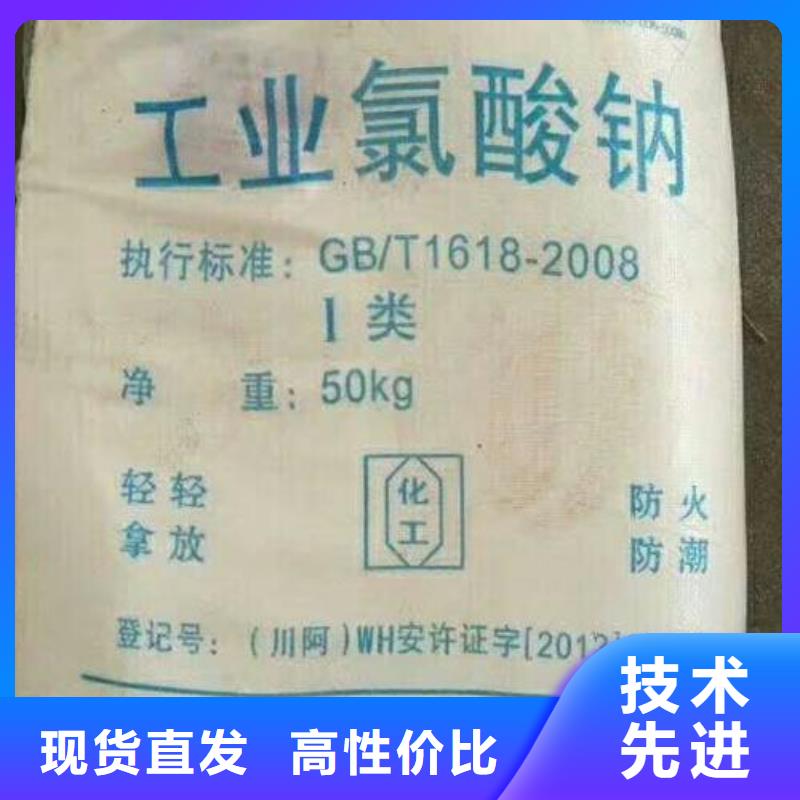 工业氯酸钠
执行标准：GB/T1618-2008
I 类
净 重：50kg
轻轻
拿放
化
工
防火
防潮
登记号：（川阿）WH安许证字[201
技术
先进
现货直发 高性价比